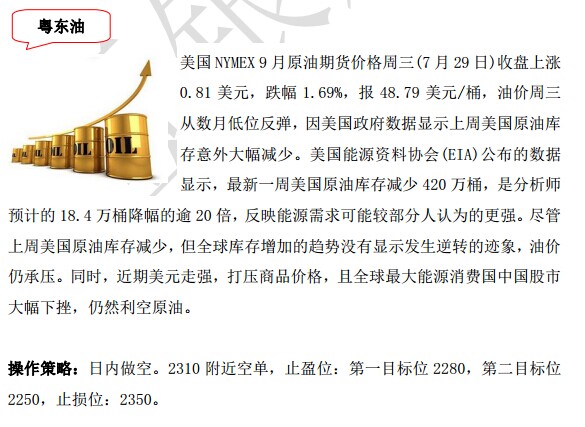 粤东油
美国 NYMEX 9 月原油期货价格周三(7 月 29 日)收盘上涨
0.81 美元，跌幅 1.69%，报 48.79 美元/桶，油价周三
从数月低位反弹，因美国政府数据显示上周美国原油库
存意外大幅减少。美国能源资料协会(EIA)公布的数据
显示，最新一周美国原油库存减少 420 万桶，是分析师
预计的 18.4 万桶降幅的逾 20 倍，反映能源需求可能较部分人认为的更强。尽管
上周美国原油库存减少，但全球库存增加的趋势没有显示发生逆转的迹象，油价
仍承压。同时，近期美元走强，打压商品价格，且全球最大能源消费国中国股市
大幅下挫，仍然利空原油。
操作策略：日内做空。2310 附近空单，止盈位：第一目标位 2280，第二目标位
2250，止损位：2350。
OIL
OIL
OIL